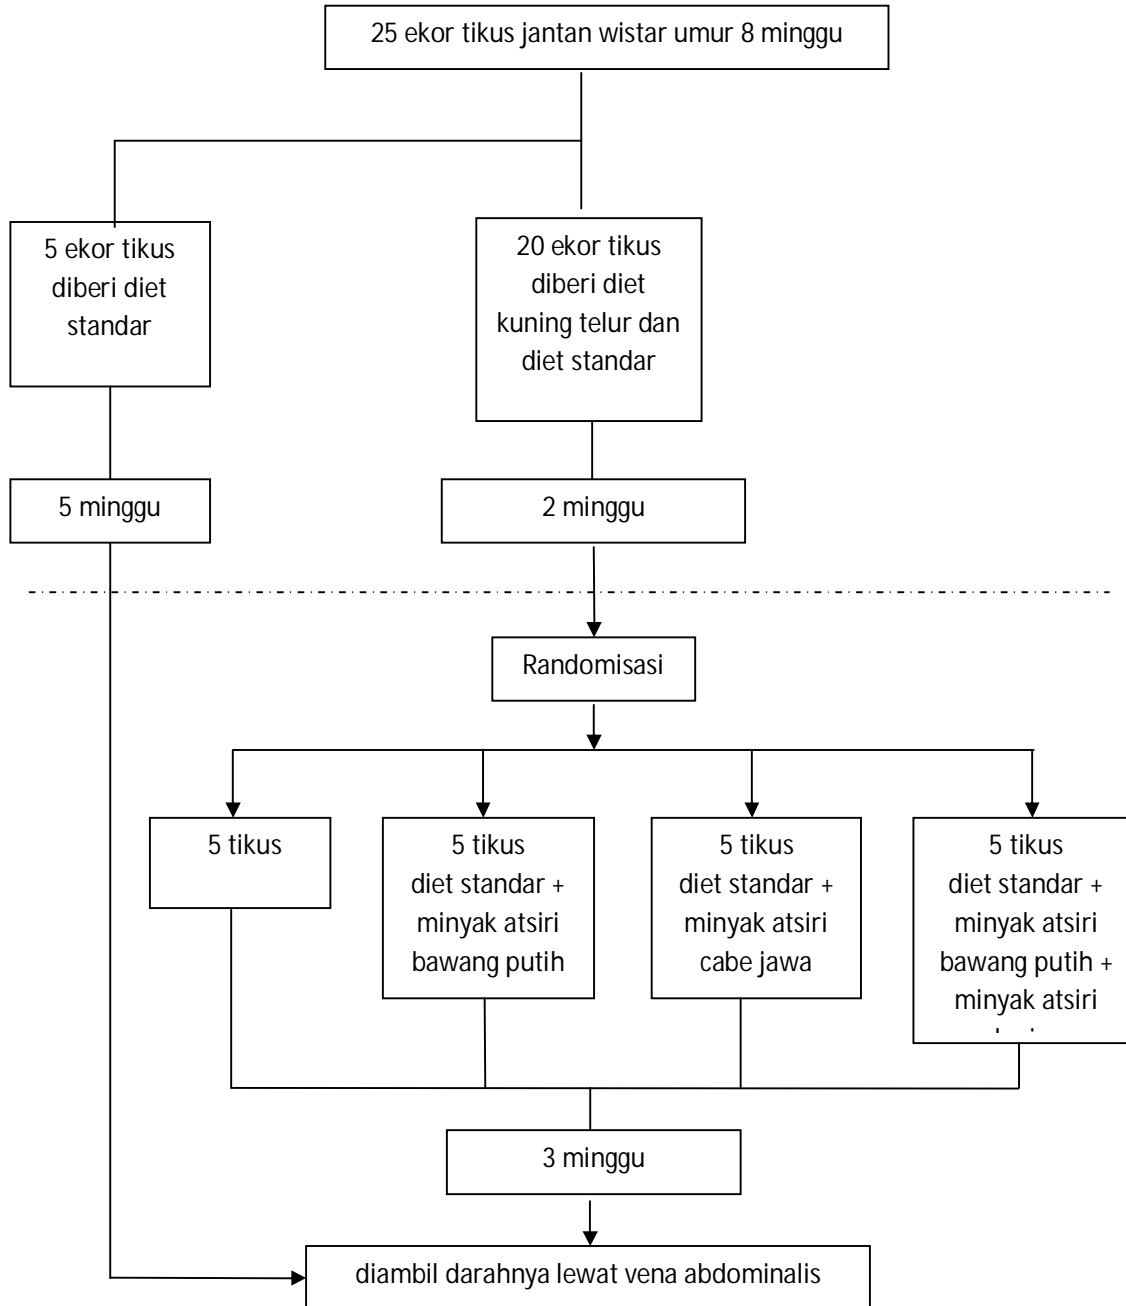 25 ekor tikus jantan wistar umur 8 minggu
5 ekor tikus
diberi diet
standar
20 ekor tikus
diberi diet
kuning telur dan
diet standar
5 minggu
2 minggu
Randomisasi
5 tikus
5 tikus
diet standar +
minyak atsiri
bawang putih
5 tikus
diet standar +
minyak atsiri
cabe jawa
5 tikus
diet standar +
minyak atsiri
bawang putih +
minyak atsiri
3 minggu
diambil darahnya lewat vena abdominalis